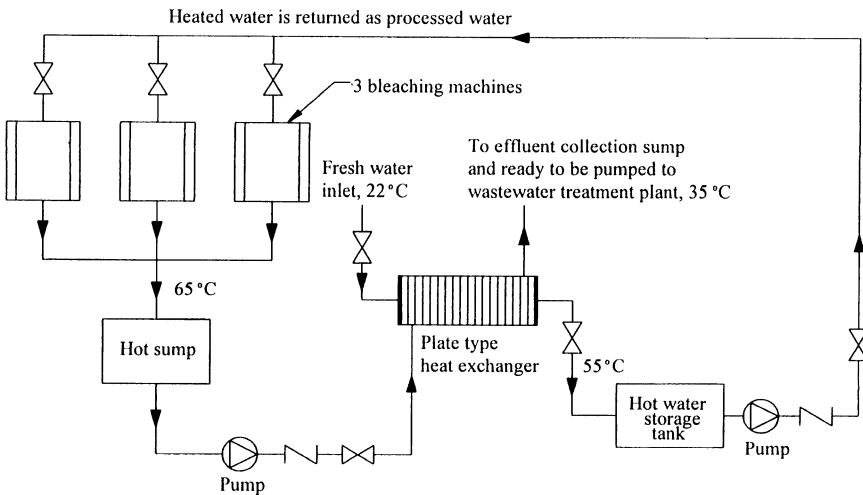 Heated water is returned as processed water
3 bleaching machines
To effluent collection sump
and ready to be pumped to
wastewater treatment plant, 35 °C
Fresh water
inlet, 22°C
65°C
Hot sump
Plate type
heat exchanger
55°C
Hot water
storage
tank
Pump
Pump